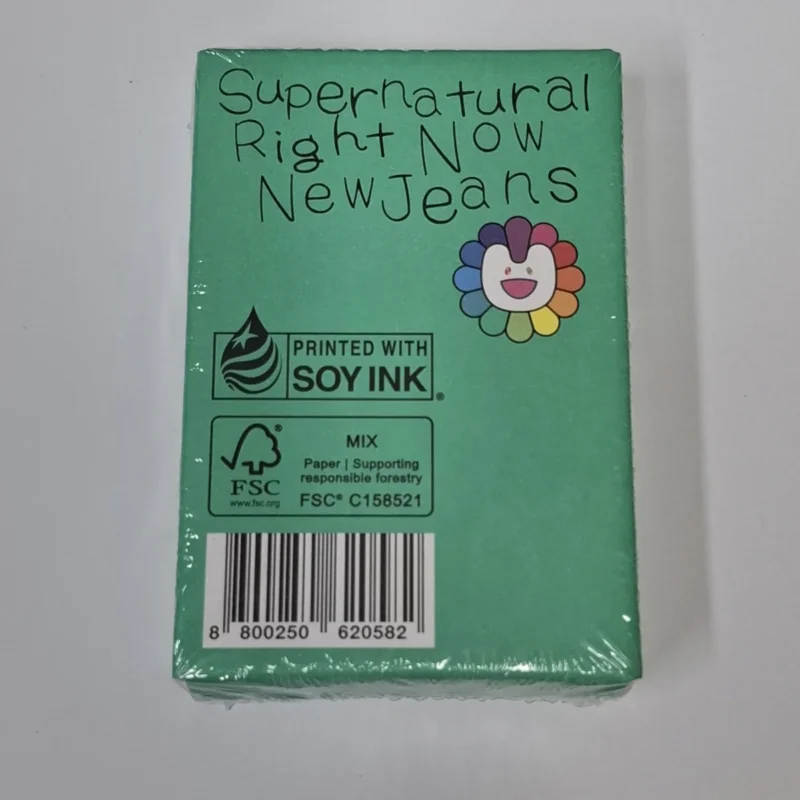 Supernatural
Right Now
NewJeans
PRINTED WITH
SOY INK®
FSC®
www.fsc.org
MIX
Paper | Supporting
responsible forestry
FSC® C158521
8 800250 620582